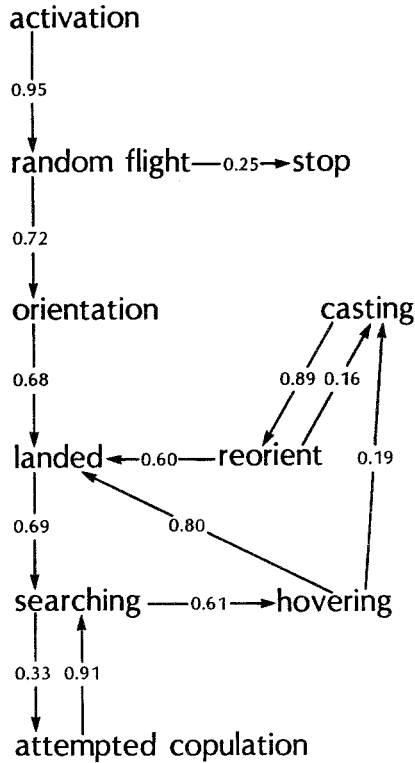 activation
0.95
random flight 0.25 stop
0.72
orientation casting
0.68 0.89 0.16
landed 0.60 reorient 0.19
0.69 0.80
searching 0.61 hovering
0.33 0.91
attempted copulation